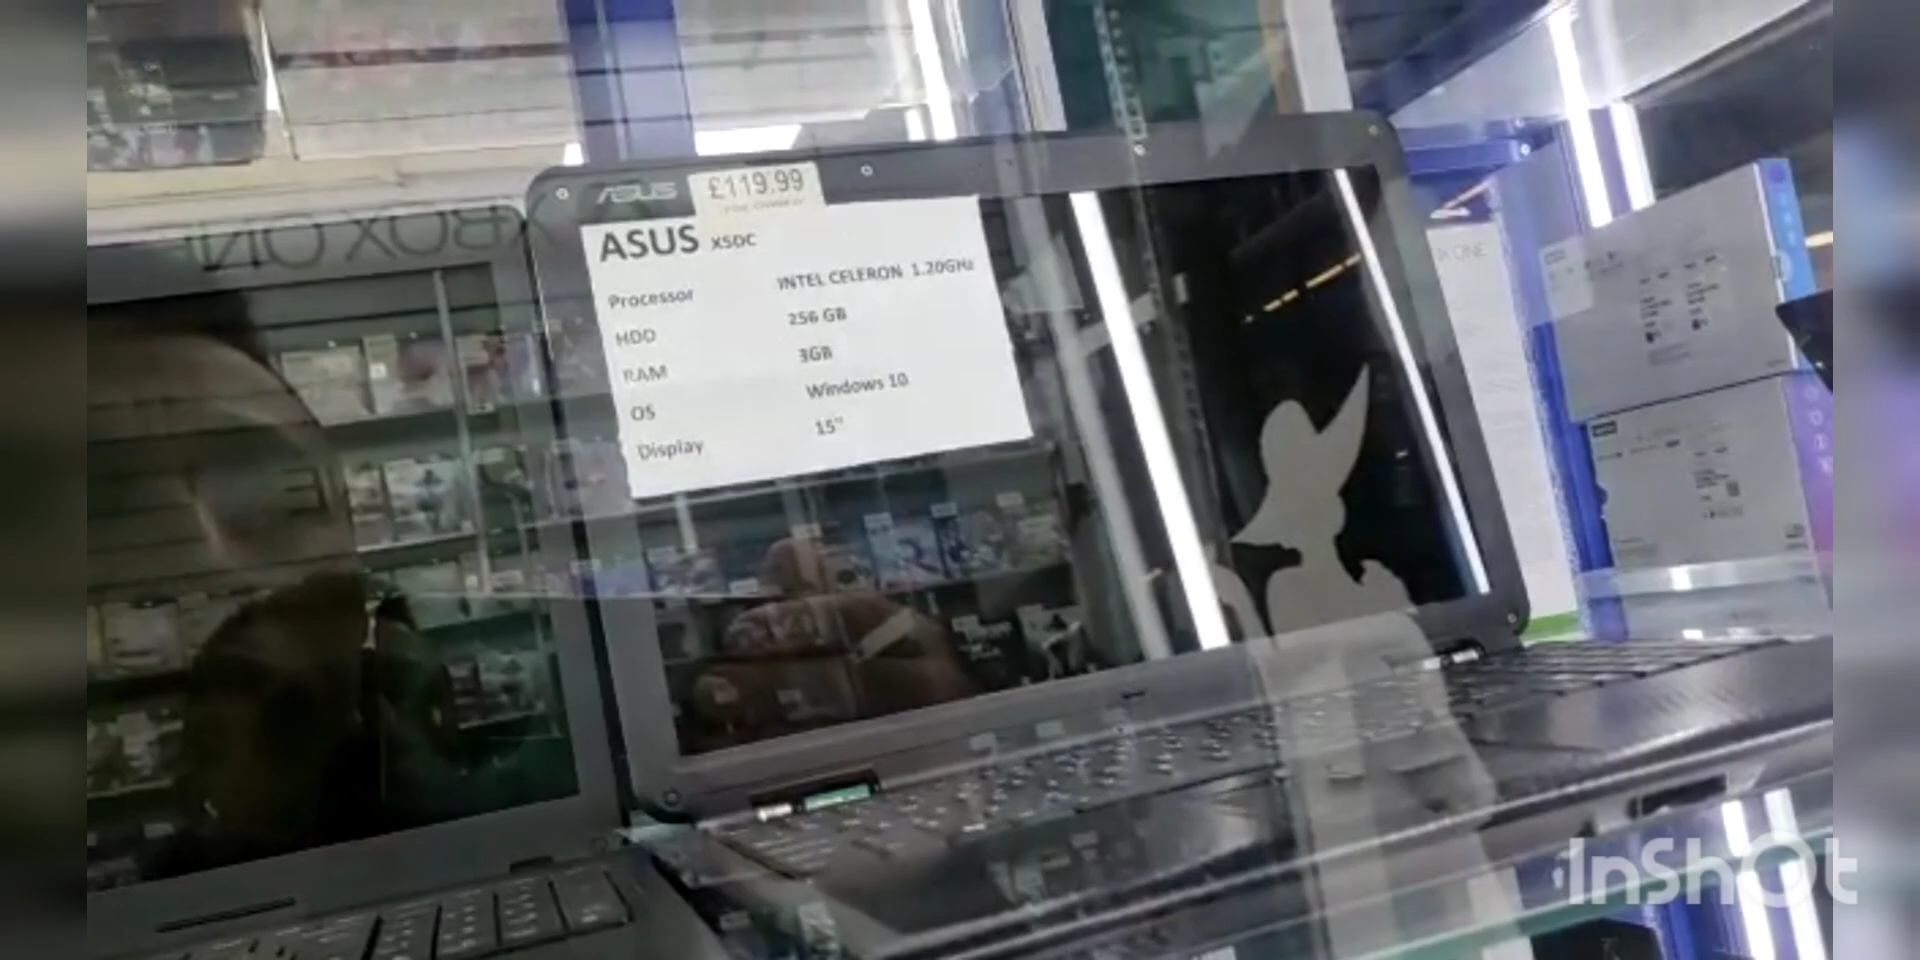 XBOX ONE
ASUS
£119.99
ASUS X5DC
Processor INTEL CELERON 1.20GHz
HDD 256 GB
RAM 3GB
OS Windows 10
Display 15"
InShOt